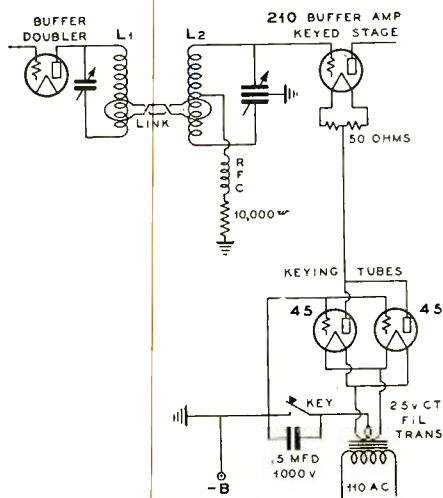 BUFFER
DOUBLER
L1
L2
210 BUFFER AMP
KEYED STAGE
LINK
50 OHMS
RFC
10,000 ω
KEYING TUBES
45
45
KEY
.5 MFD
1000 V
2.5 V CT
FIL
TRANS
-B
110 AC